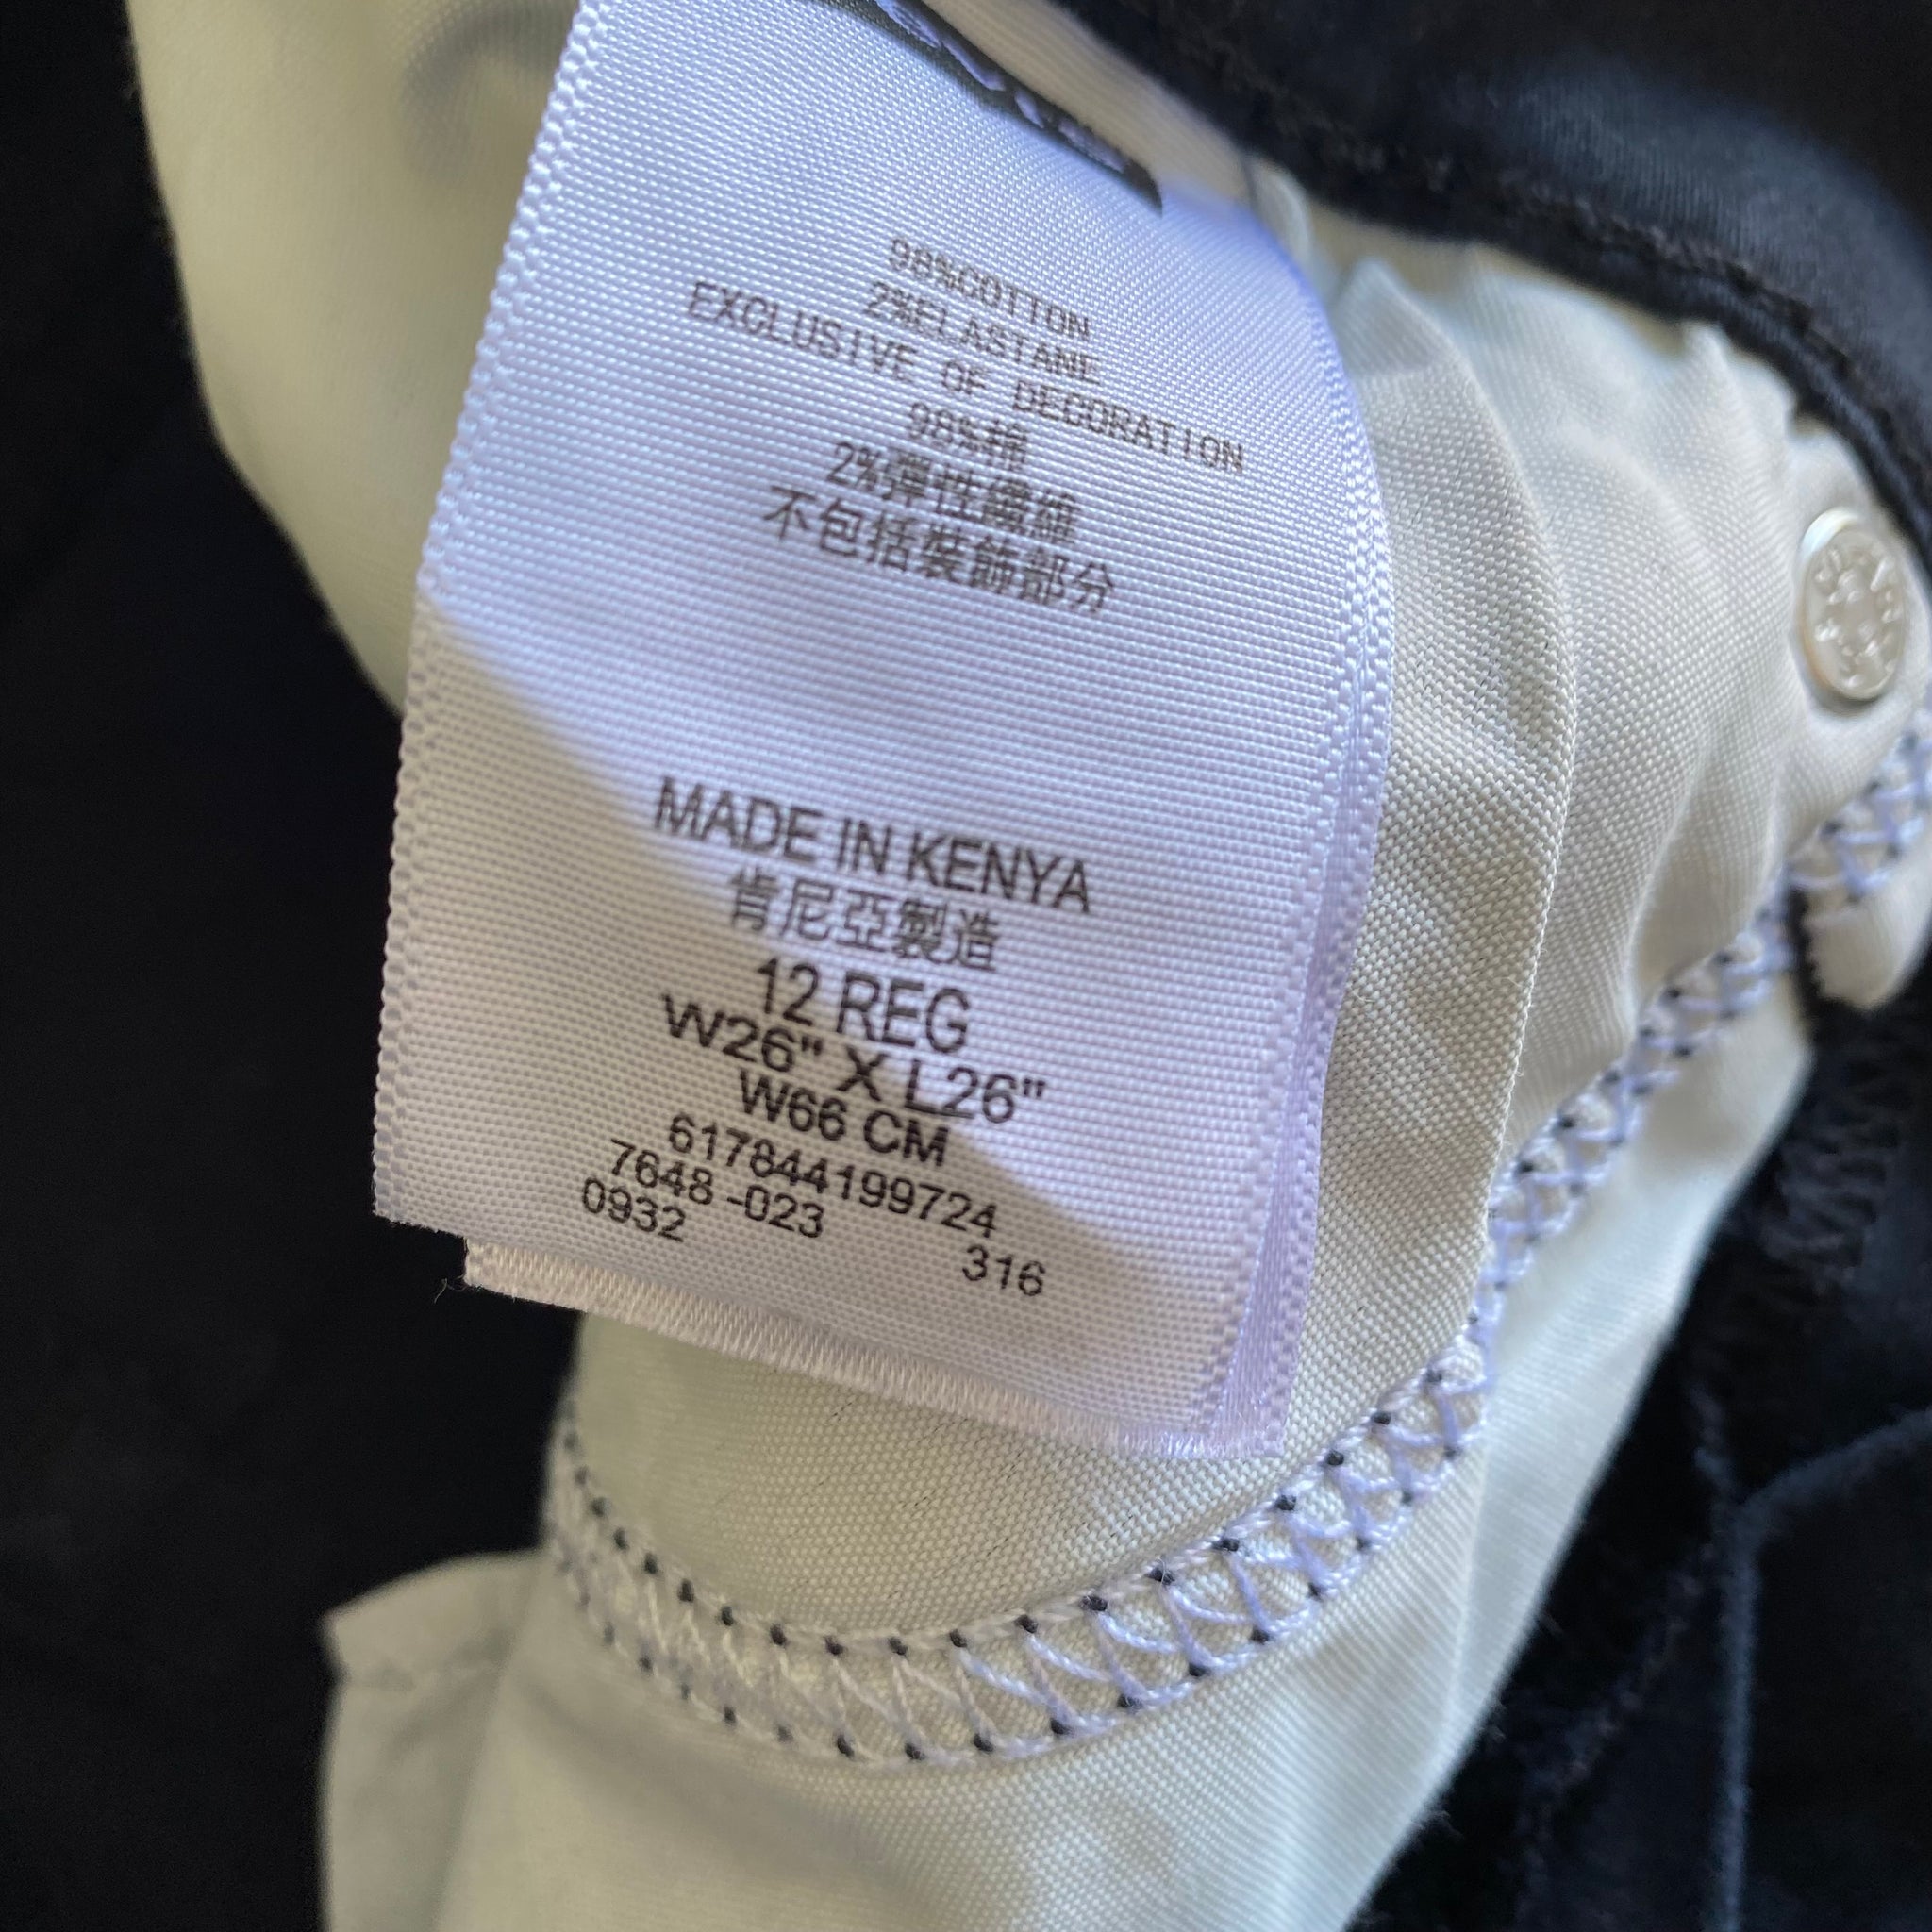 98%COTTON
2%ELASTANE
EXCLUSIVE OF DECORATION
98%棉
2%彈性纖維
不包括裝飾部分
MADE IN KENYA
肯尼亞製造
12 REG
W26" X L26"
W66 CM
617844199724
7648 -023
0932
316